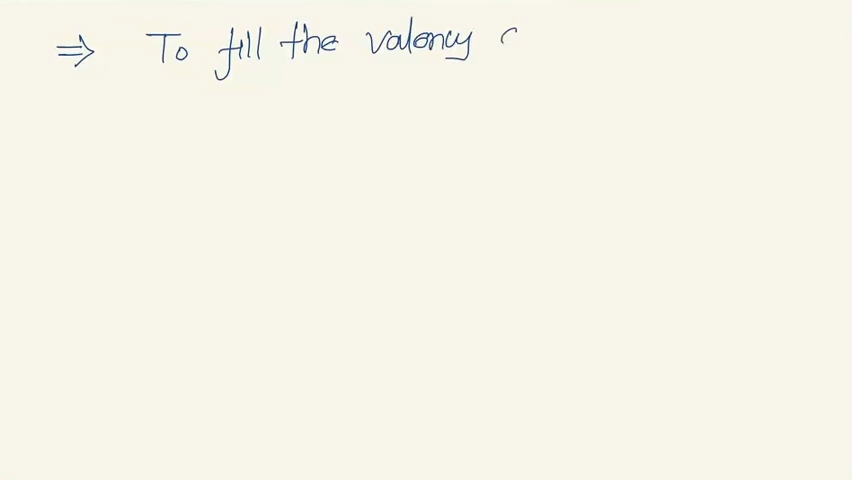 ⇒ To fill the valency